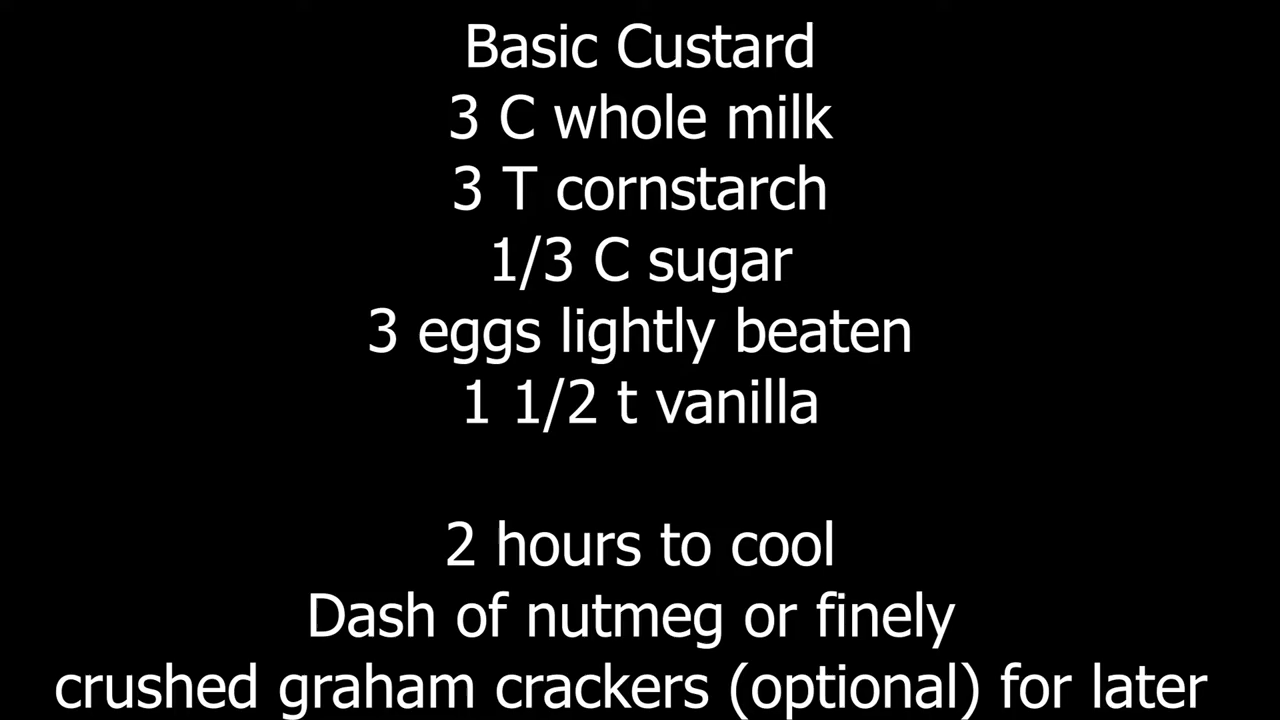 Basic Custard
3 C whole milk
3 T cornstarch
1/3 C sugar
3 eggs lightly beaten
1 1/2 t vanilla
2 hours to cool
Dash of nutmeg or finely
crushed graham crackers (optional) for later